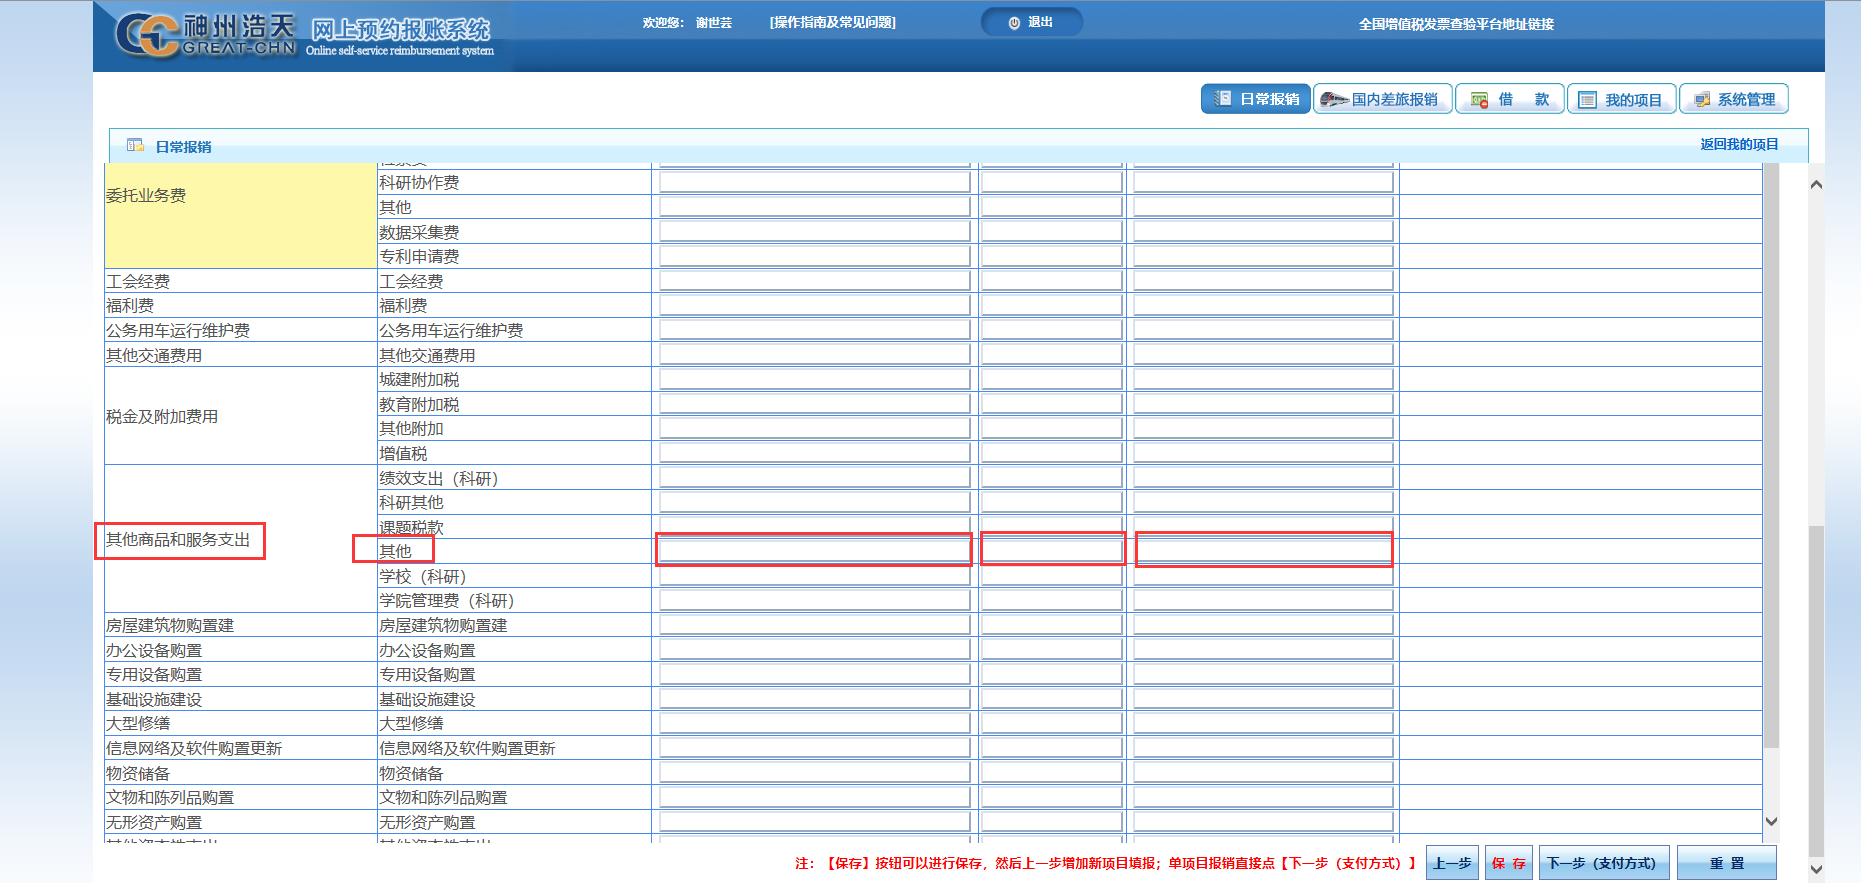 神州浩天 GREAT-CHN
网上预约报账系统
Online self-service reimbursement system
欢迎您: 谢世芸 [操作指南及常见问题] 退出 全国增值税发票查验平台地址链接
日常报销 国内差旅报销 借 款 我的项目 系统管理
日常报销 返回我的项目
科研协作费
委托业务费
其他
数据采集费
专利申请费
工会经费 工会经费
福利费 福利费
公务用车运行维护费 公务用车运行维护费
其他交通费用 其他交通费用
城建附加税
教育附加税
税金及附加费用
其他附加
增值税
绩效支出（科研）
科研其他
课题税款
其他商品和服务支出
其他
学校（科研）
学院管理费（科研）
房屋建筑物购置建 房屋建筑物购置建
办公设备购置 办公设备购置
专用设备购置 专用设备购置
基础设施建设 基础设施建设
大型修缮 大型修缮
信息网络及软件购置更新 信息网络及软件购置更新
物资储备 物资储备
文物和陈列品购置 文物和陈列品购置
无形资产购置 无形资产购置
注: 【保存】按钮可以进行保存, 然后上一步增加新项目填报; 单项目报销直接点【下一步（支付方式）】 上一步 保 存 下一步（支付方式） 重 置